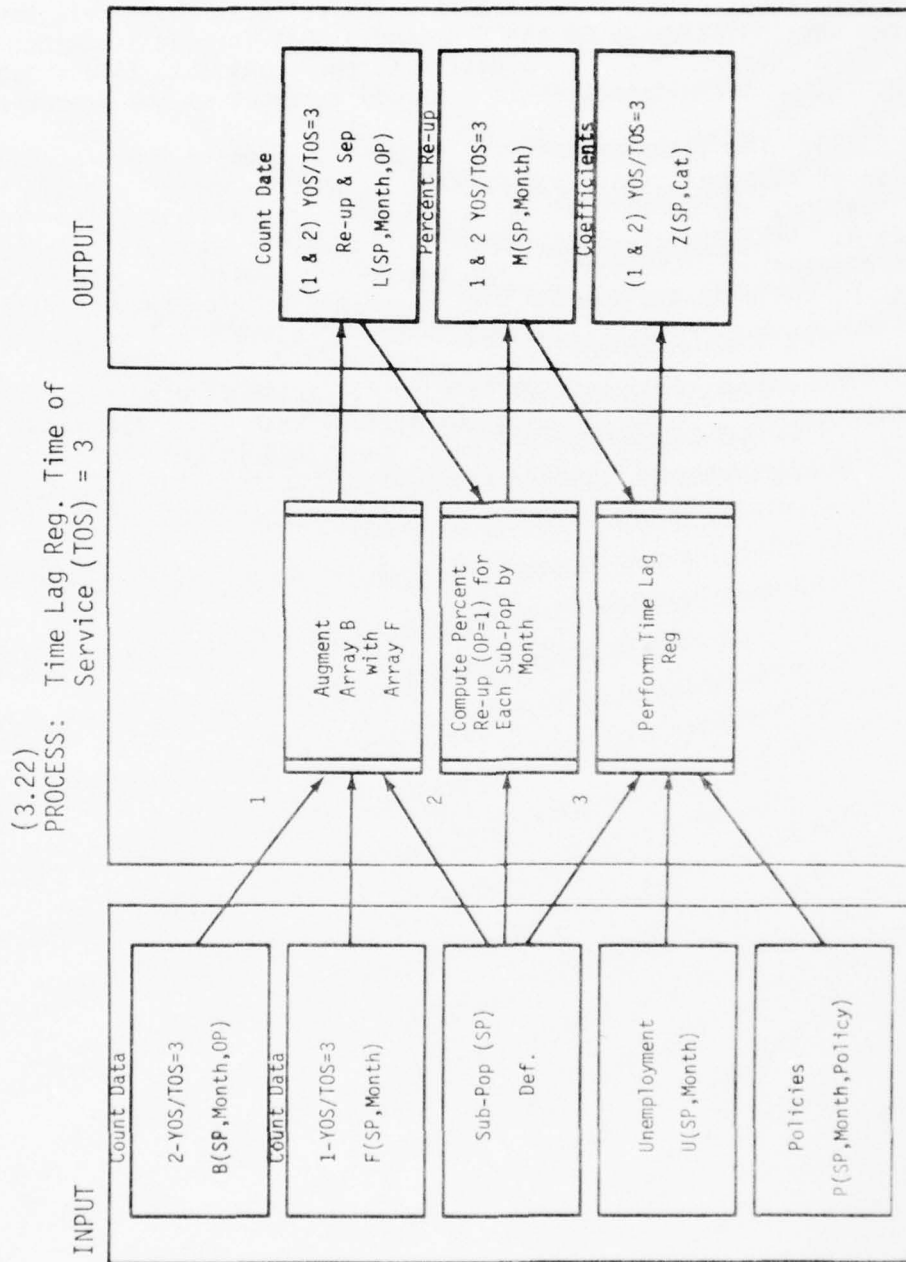 (3.22)
PROCESS: Time Lag Reg. Time of
Service (TOS) = 3
INPUT
Count Data
2-YOS/TOS=3
B(SP,Month,OP)
Count Data
1-YOS/TOS=3
F(SP,Month)
Sub-Pop (SP)
Def.
Unemployment
U(SP,Month)
Policies
P(SP,Month,Policy)
1
Augment
Array B
with
Array F
2
Compute Percent
Re-up (OP=1) for
Each Sub-Pop by
Month
3
Perform Time Lag
Reg
OUTPUT
Count Date
(1 & 2) YOS/TOS=3
Re-up & Sep
L(SP,Month,OP)
Percent Re-up
1 & 2 YOS/TOS=3
M(SP,Month)
Coefficients
(1 & 2) YOS/TOS=3
Z(SP,Cat)